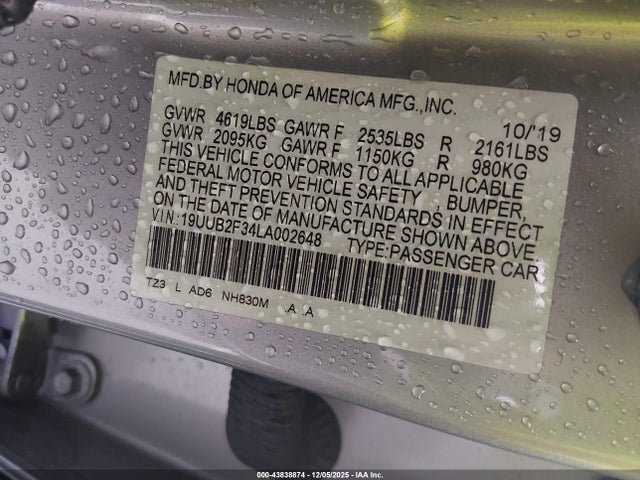 MFD.BY HONDA OF AMERICA MFG.,INC.
10/'19
GVWR 4619LBS GAWR F 2535LBS R 2161LBS
GVWR 2095KG GAWR F 1150KG R 980KG
THIS VEHICLE CONFORMS TO ALL APPLICABLE
FEDERAL MOTOR VEHICLE SAFETY , BUMPER,
AND THEFT PREVENTION STANDARDS IN EFFECT
ON THE DATE OF MANUFACTURE SHOWN ABOVE.
V.I.N:19UUB2F34LA002648 TYPE:PASSENGER CAR
TZ3 L AD6 NH830M .A .A
000-43838874 | 12/05/2025 - IAA Inc.